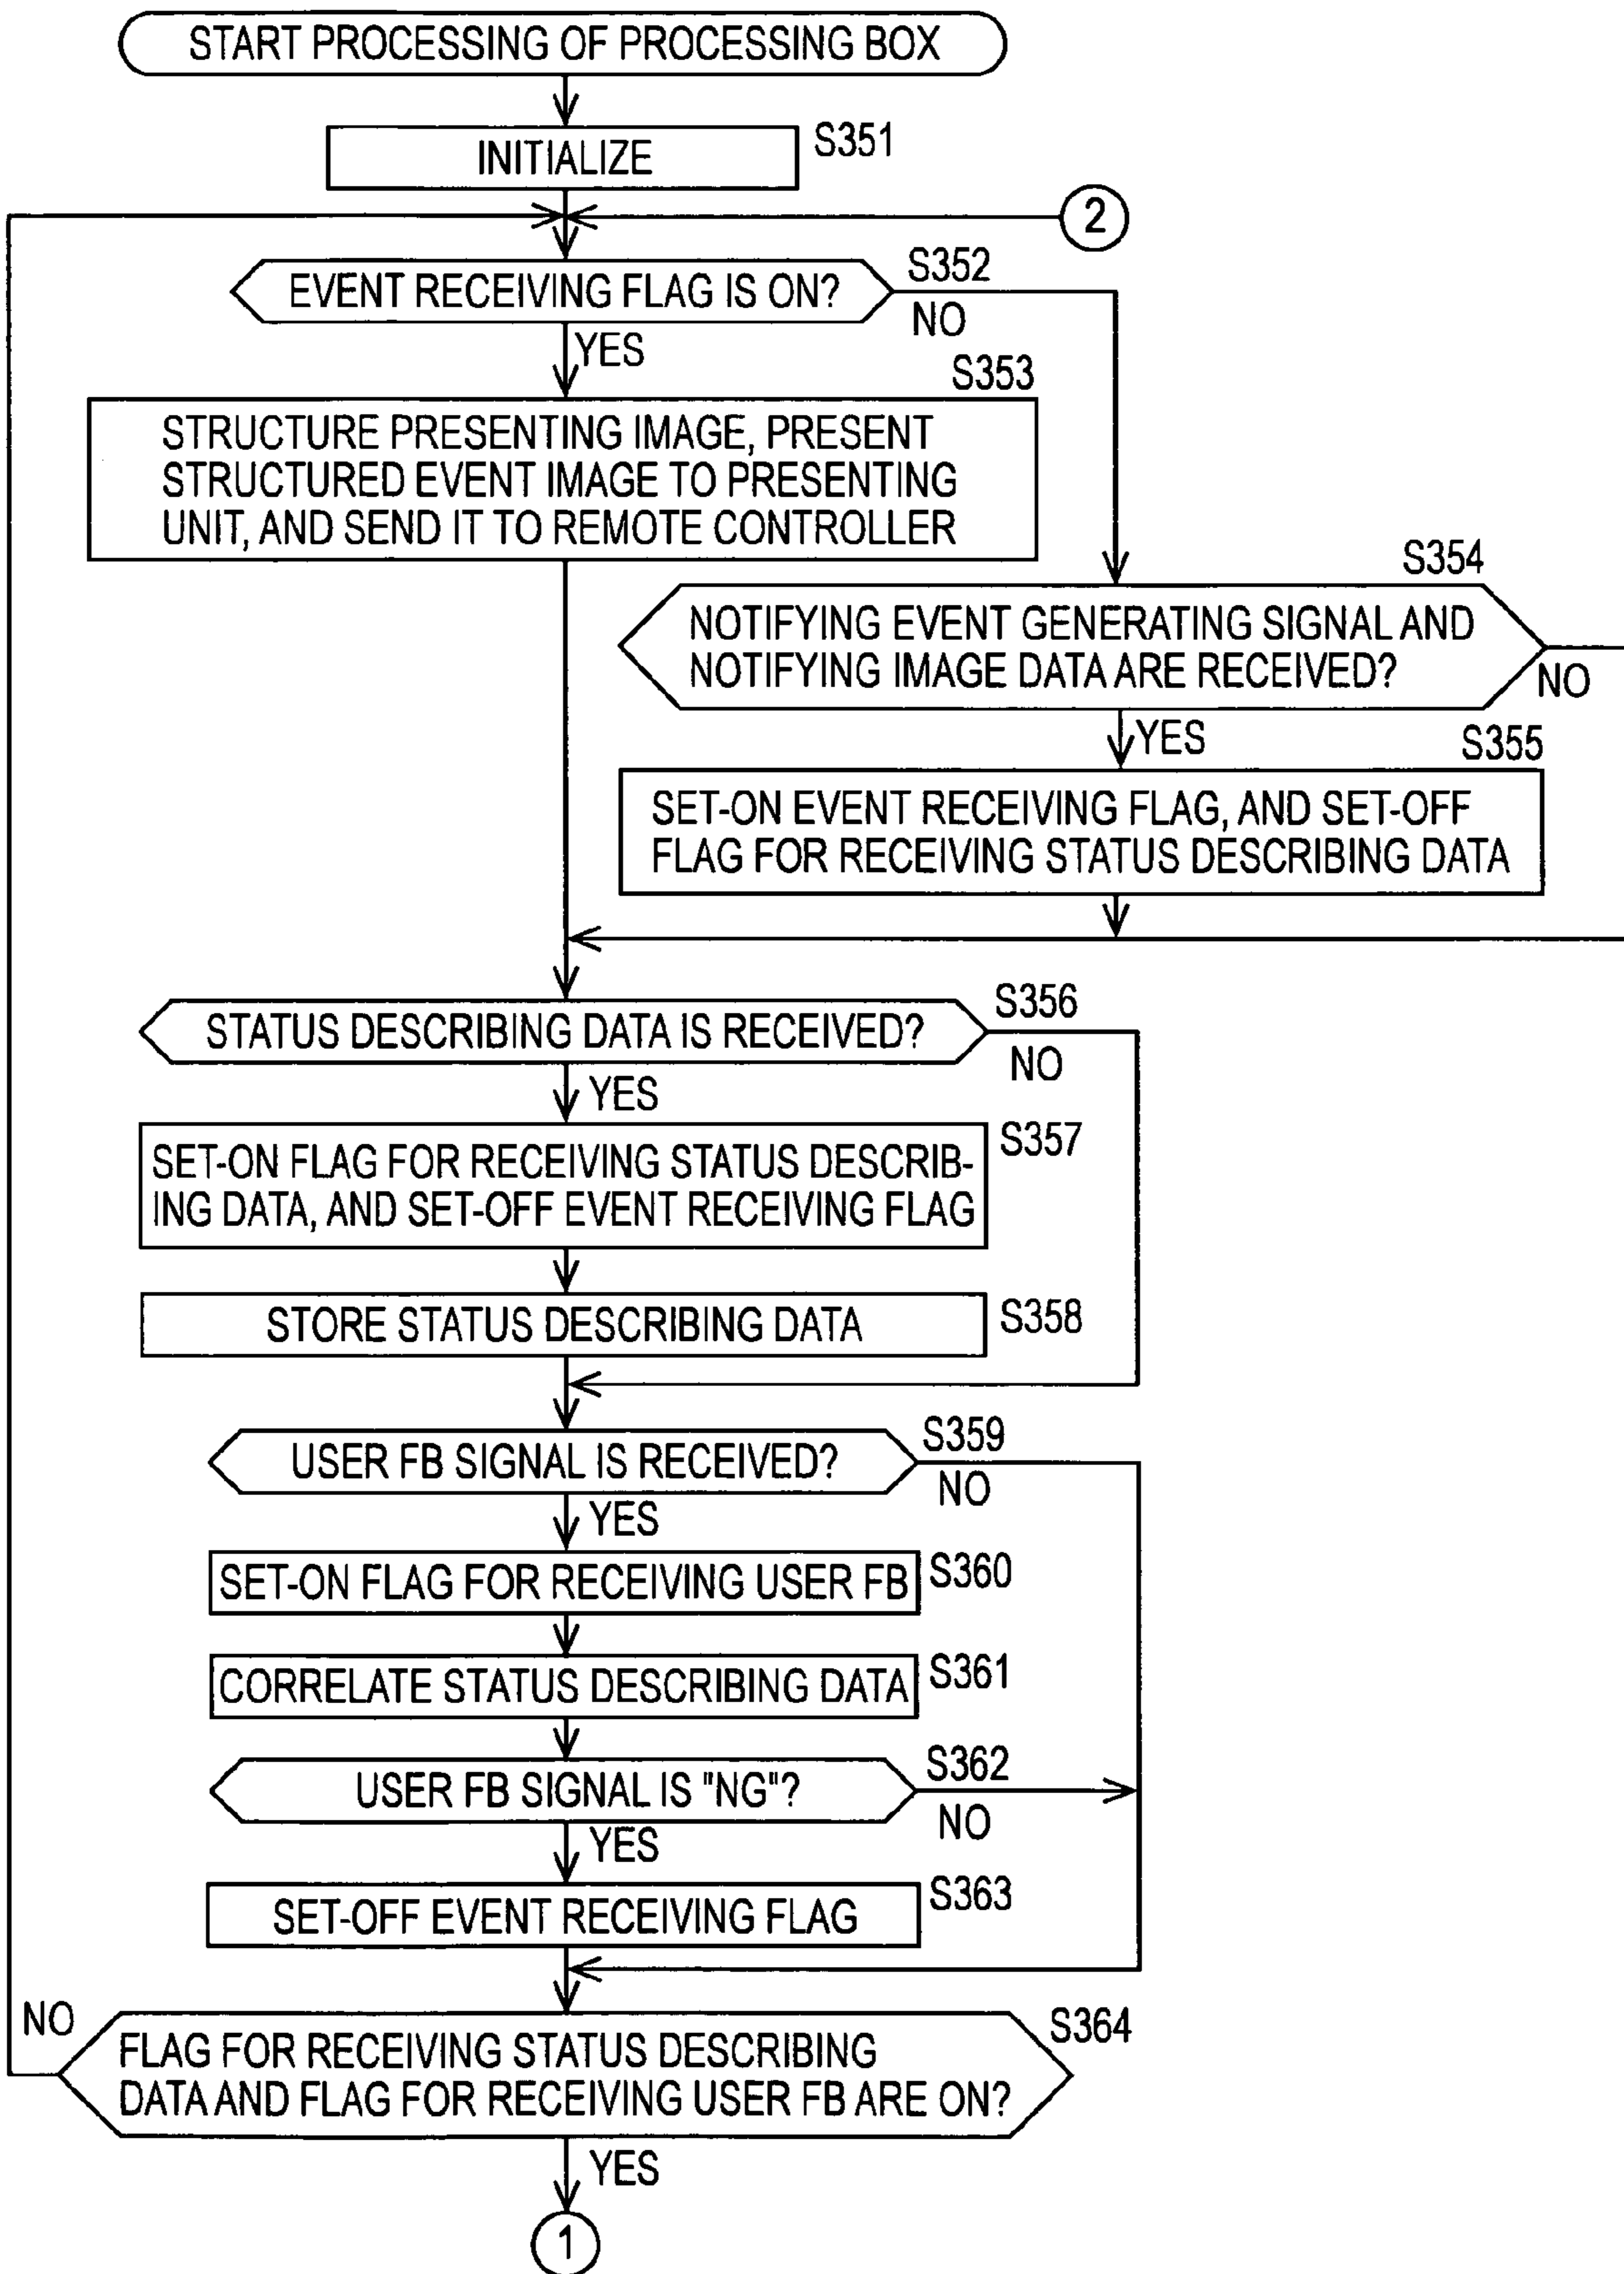 START PROCESSING OF PROCESSING BOX
INITIALIZE
S351
2
EVENT RECEIVING FLAG IS ON?
S352
NO
YES
S353
STRUCTURE PRESENTING IMAGE, PRESENT
STRUCTURED EVENT IMAGE TO PRESENTING
UNIT, AND SEND IT TO REMOTE CONTROLLER
S354
NOTIFYING EVENT GENERATING SIGNAL AND
NOTIFYING IMAGE DATA ARE RECEIVED?
NO
YES
S355
SET-ON EVENT RECEIVING FLAG, AND SET-OFF
FLAG FOR RECEIVING STATUS DESCRIBING DATA
STATUS DESCRIBING DATA IS RECEIVED?
S356
NO
YES
SET-ON FLAG FOR RECEIVING STATUS DESCRIB-
ING DATA, AND SET-OFF EVENT RECEIVING FLAG
S357
STORE STATUS DESCRIBING DATA
S358
USER FB SIGNAL IS RECEIVED?
S359
NO
YES
SET-ON FLAG FOR RECEIVING USER FB
S360
CORRELATE STATUS DESCRIBING DATA
S361
USER FB SIGNAL IS "NG"?
S362
NO
YES
SET-OFF EVENT RECEIVING FLAG
S363
NO
FLAG FOR RECEIVING STATUS DESCRIBING
DATA AND FLAG FOR RECEIVING USER FB ARE ON?
S364
YES
1